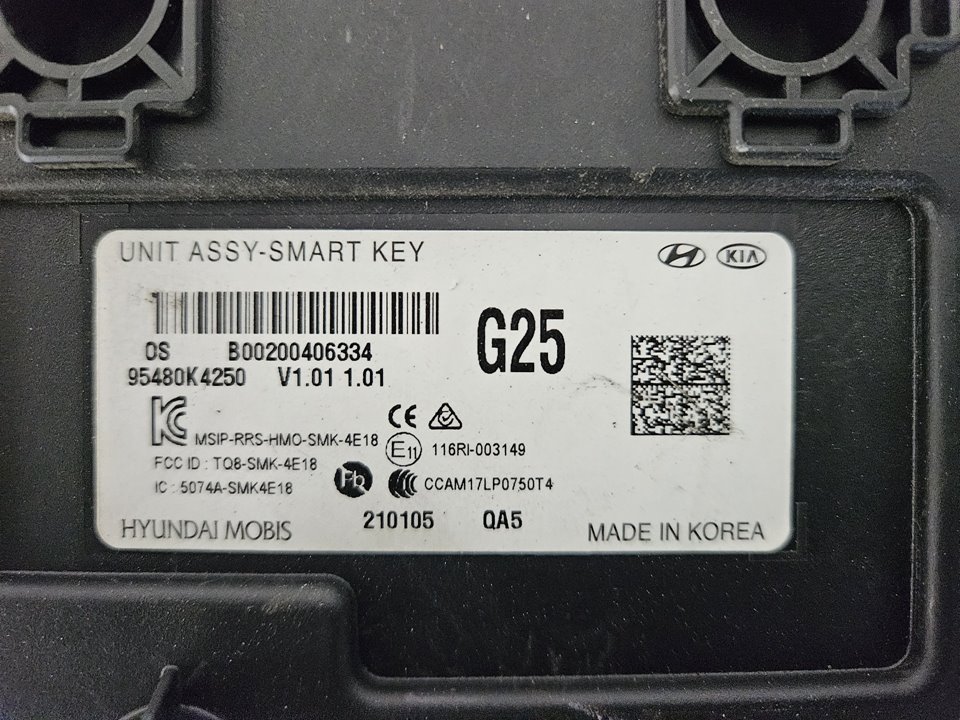 UNIT ASSY-SMART KEY
KIA
OS B00200406334
G25
95480K4250 V1.01 1.01
MSIP-RRS-HMO-SMK-4E18
E11 116RI-003149
FCC ID : TQ8-SMK-4E18
Pb
CCAM17LP0750T4
IC : 5074A-SMK4E18
210105 QA5
HYUNDAI MOBIS
MADE IN KOREA